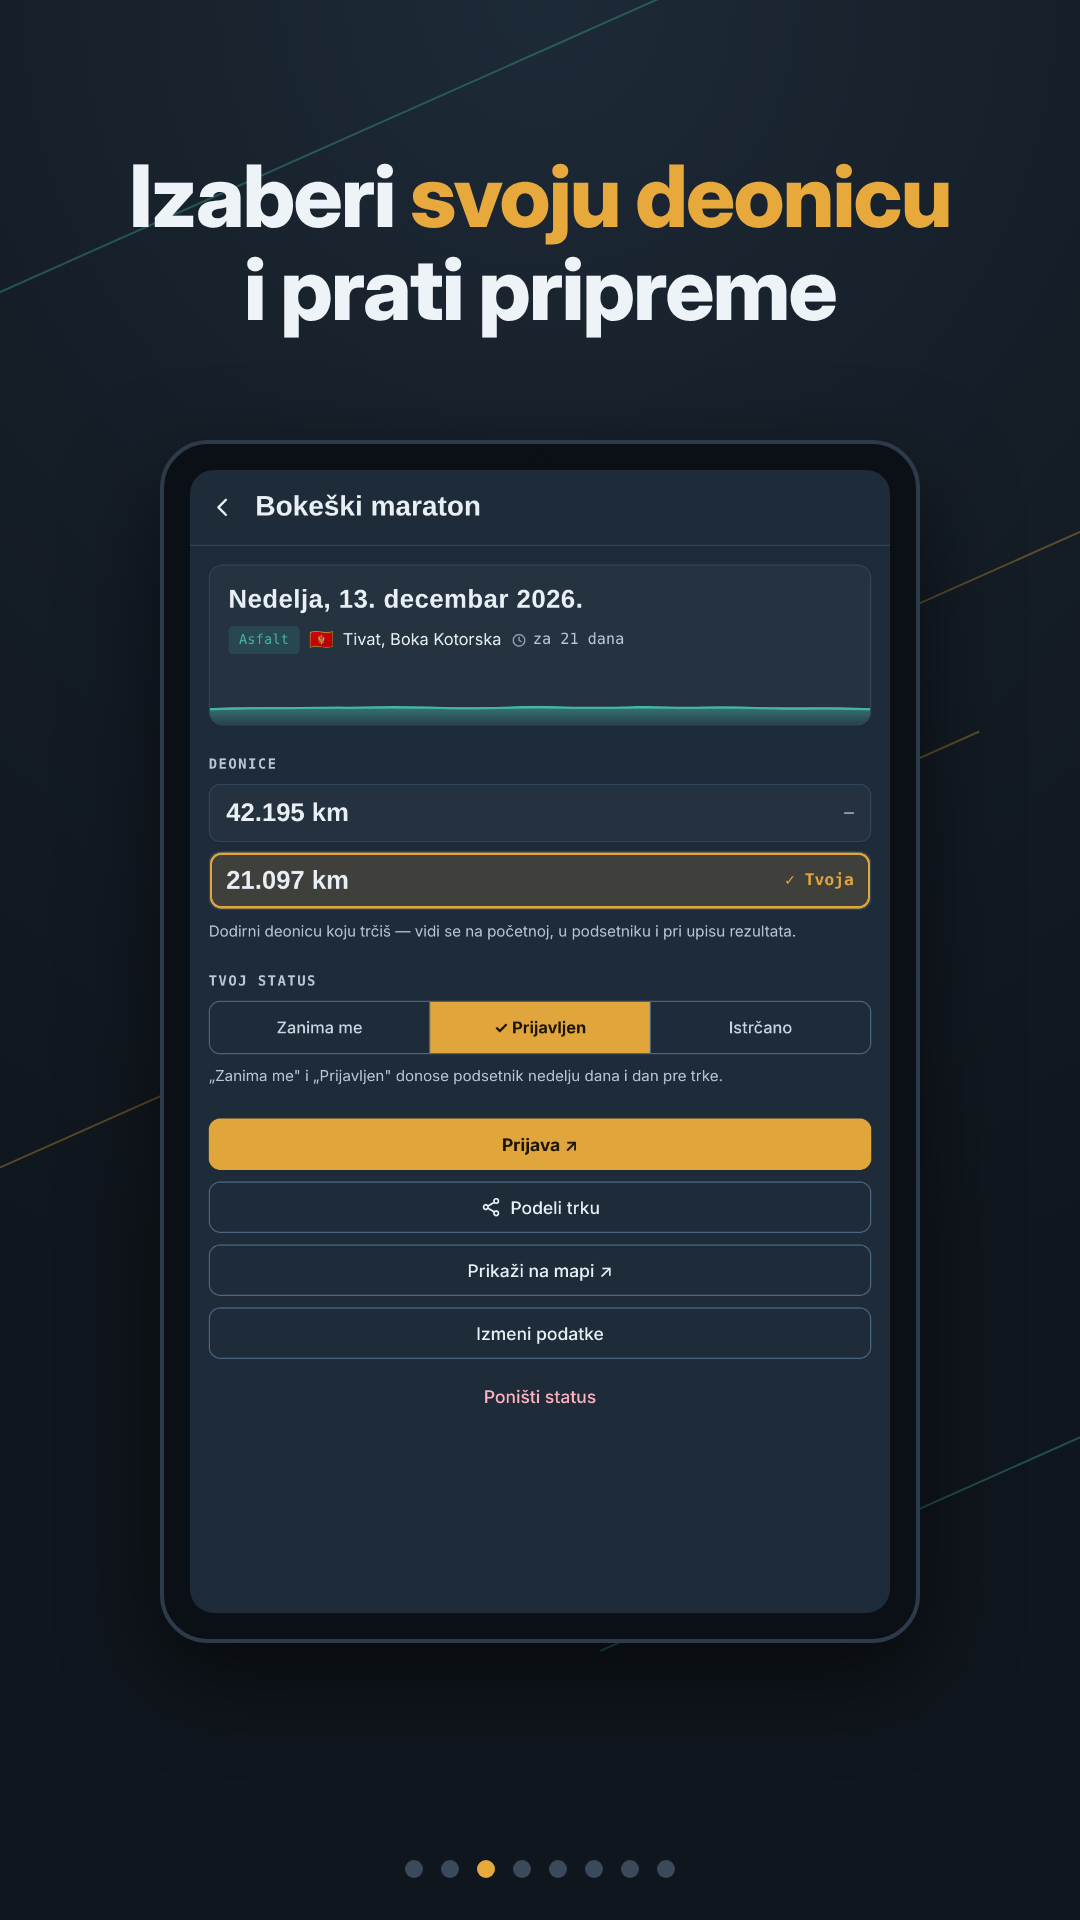 Izaberi svoju deonicu
i prati pripreme
Bokeški maraton
Nedelja, 13. decembar 2026.
Asfalt Tivat, Boka Kotorska za 21 dana
DEONICE
42.195 km –
21.097 km ✓ Tvoja
Dodirni deonicu koju trčiš — vidi se na početnoj, u podsetniku i pri upisu rezultata.
TVOJ STATUS
Zanima me ✓ Prijavljen Istrčano
„Zanima me" i „Prijavljen" donose podsetnik nedelju dana i dan pre trke.
Prijava ↗
Podeli trku
Prikaži na mapi ↗
Izmeni podatke
Poništi status